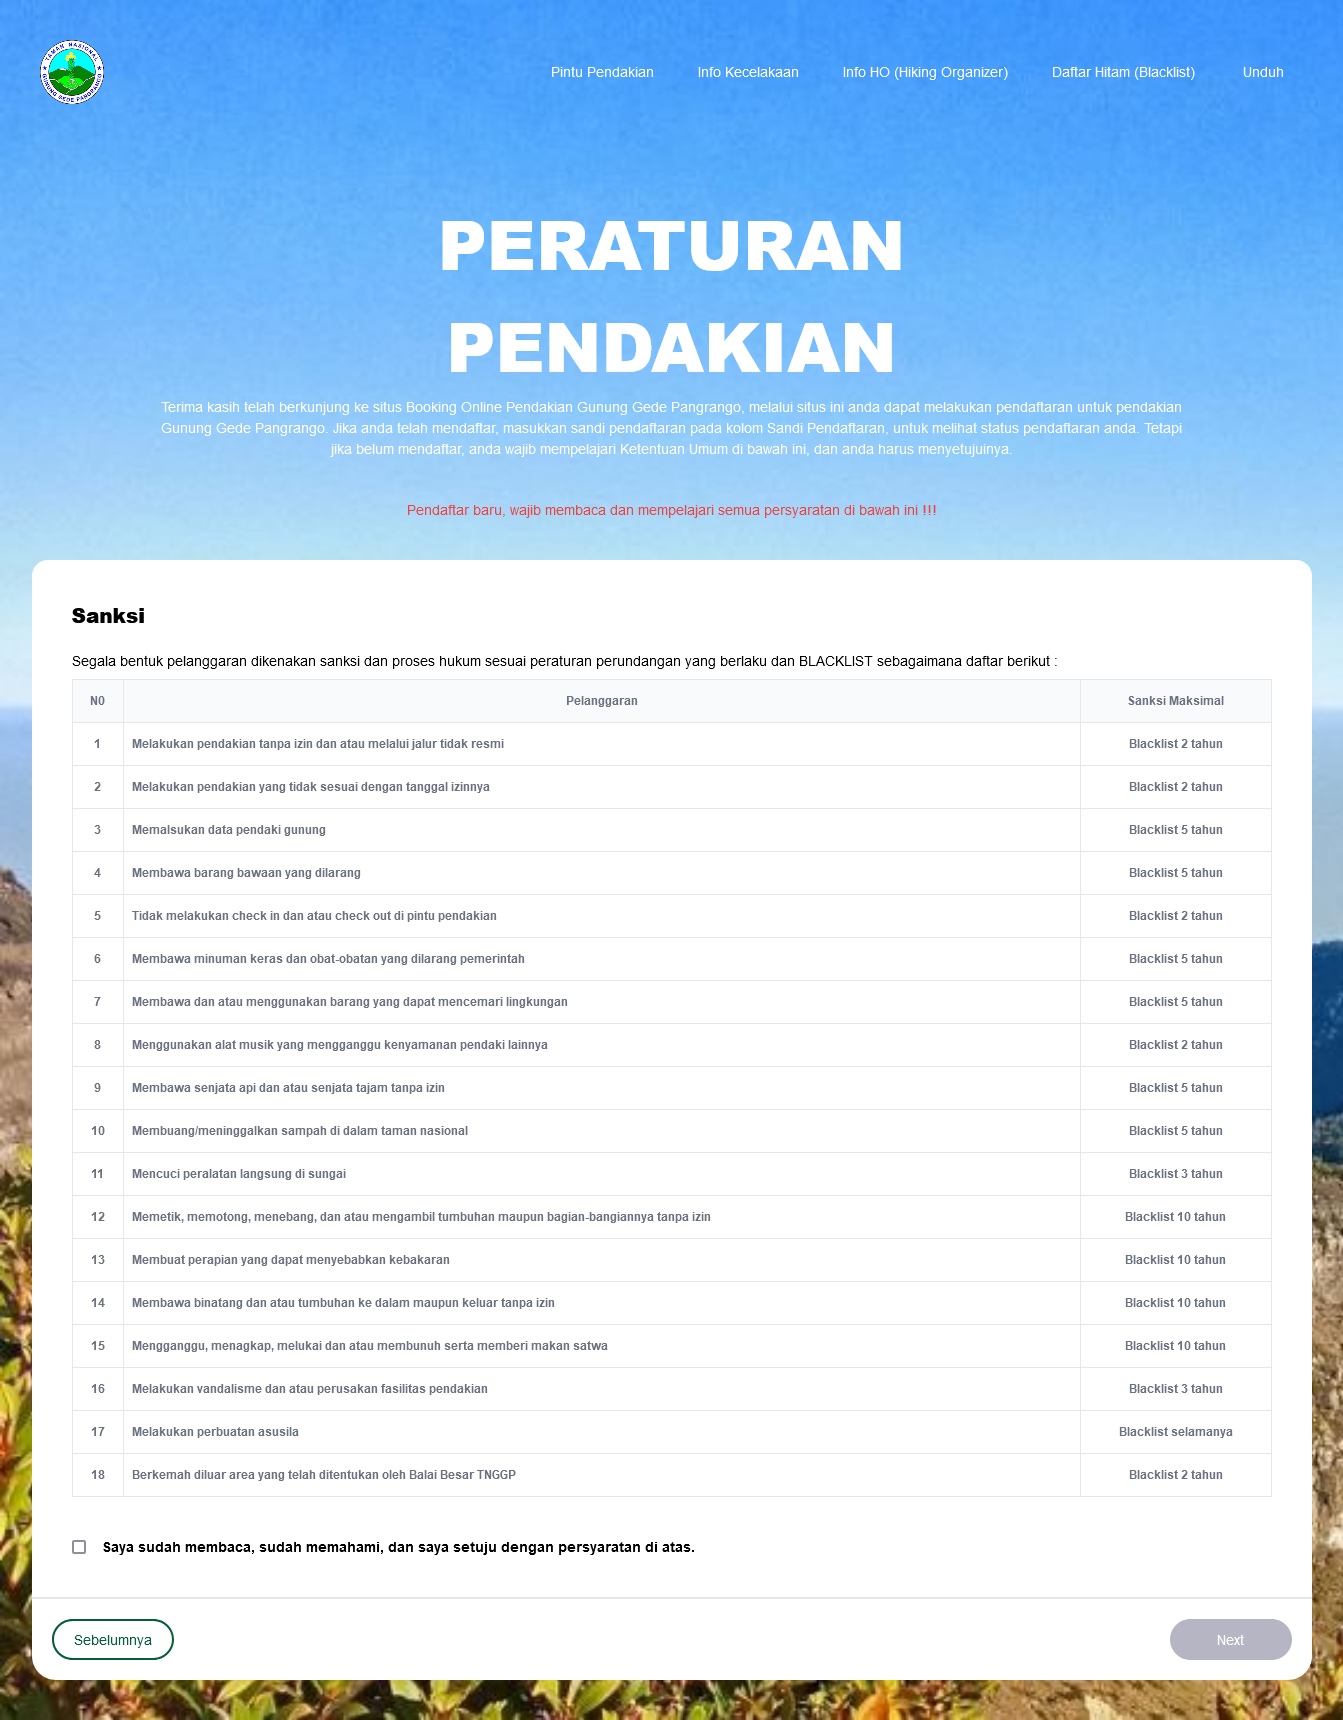 TAMAN NASIONAL
GUNUNG GEDE PANGRANGO
Pintu Pendakian
Info Kecelakaan
Info HO (Hiking Organizer)
Daftar Hitam (Blacklist)
Unduh
PERATURAN
PENDAKIAN
Terima kasih telah berkunjung ke situs Booking Online Pendakian Gunung Gede Pangrango, melalui situs ini anda dapat melakukan pendaftaran untuk pendakian
Gunung Gede Pangrango. Jika anda telah mendaftar, masukkan sandi pendaftaran pada kolom Sandi Pendaftaran, untuk melihat status pendaftaran anda. Tetapi
jika belum mendaftar, anda wajib mempelajari Ketentuan Umum di bawah ini, dan anda harus menyetujuinya.
Pendaftar baru, wajib membaca dan mempelajari semua persyaratan di bawah ini !!!
Sanksi
Segala bentuk pelanggaran dikenakan sanksi dan proses hukum sesuai peraturan perundangan yang berlaku dan BLACKLIST sebagaimana daftar berikut :
N0 Pelanggaran Sanksi Maksimal
1 Melakukan pendakian tanpa izin dan atau melalui jalur tidak resmi Blacklist 2 tahun
2 Melakukan pendakian yang tidak sesuai dengan tanggal izinnya Blacklist 2 tahun
3 Memalsukan data pendaki gunung Blacklist 5 tahun
4 Membawa barang bawaan yang dilarang Blacklist 5 tahun
5 Tidak melakukan check in dan atau check out di pintu pendakian Blacklist 2 tahun
6 Membawa minuman keras dan obat-obatan yang dilarang pemerintah Blacklist 5 tahun
7 Membawa dan atau menggunakan barang yang dapat mencemari lingkungan Blacklist 5 tahun
8 Menggunakan alat musik yang mengganggu kenyamanan pendaki lainnya Blacklist 2 tahun
9 Membawa senjata api dan atau senjata tajam tanpa izin Blacklist 5 tahun
10 Membuang/meninggalkan sampah di dalam taman nasional Blacklist 5 tahun
11 Mencuci peralatan langsung di sungai Blacklist 3 tahun
12 Memetik, memotong, menebang, dan atau mengambil tumbuhan maupun bagian-bangiannya tanpa izin Blacklist 10 tahun
13 Membuat perapian yang dapat menyebabkan kebakaran Blacklist 10 tahun
14 Membawa binatang dan atau tumbuhan ke dalam maupun keluar tanpa izin Blacklist 10 tahun
15 Mengganggu, menagkap, melukai dan atau membunuh serta memberi makan satwa Blacklist 10 tahun
16 Melakukan vandalisme dan atau perusakan fasilitas pendakian Blacklist 3 tahun
17 Melakukan perbuatan asusila Blacklist selamanya
18 Berkemah diluar area yang telah ditentukan oleh Balai Besar TNGGP Blacklist 2 tahun
Saya sudah membaca, sudah memahami, dan saya setuju dengan persyaratan di atas.
Sebelumnya
Next